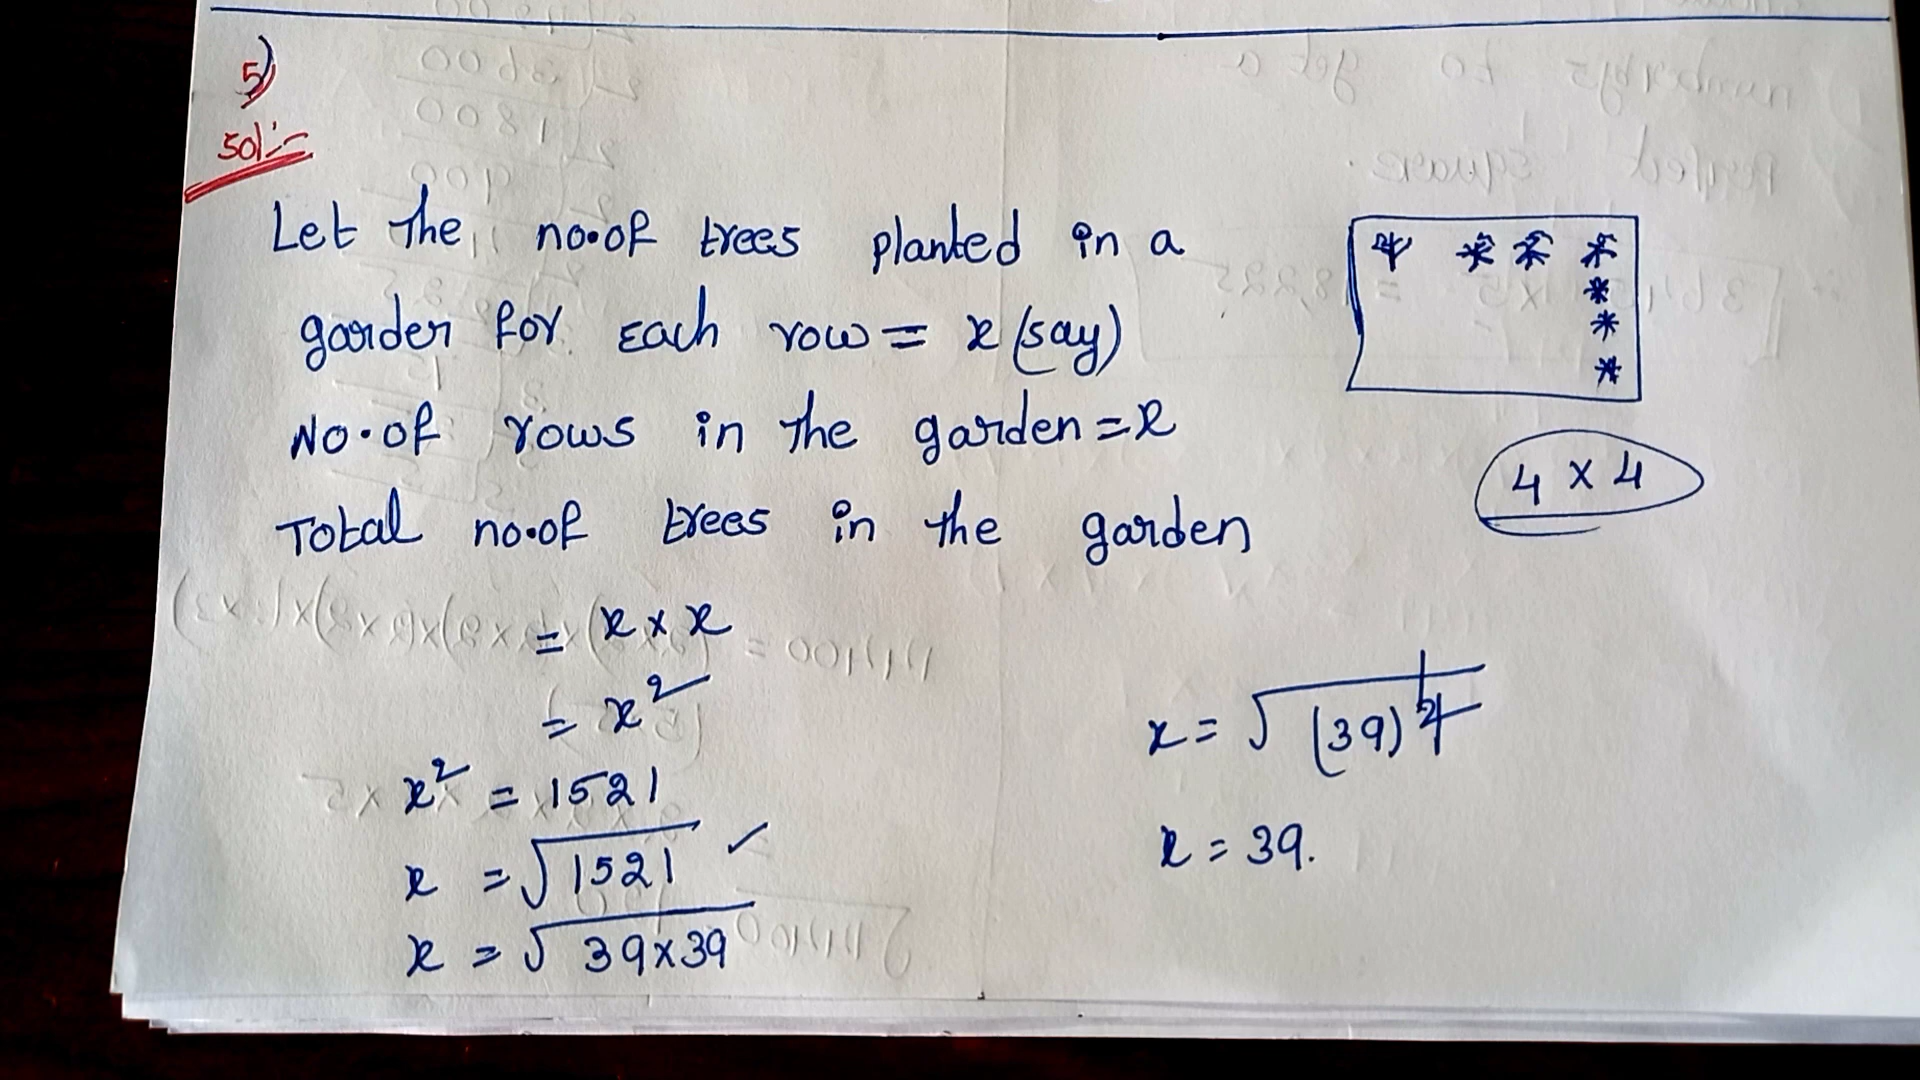 5)
Sol:-
Let the no.of trees planted in a
garden for each row = x (say)
No.of rows in the garden = x
Total no.of trees in the garden
= x × x
= x²
x² = 1521
x = √1521 ✓
x = √39×39
4 × 4
x = √(39)²
x = 39.